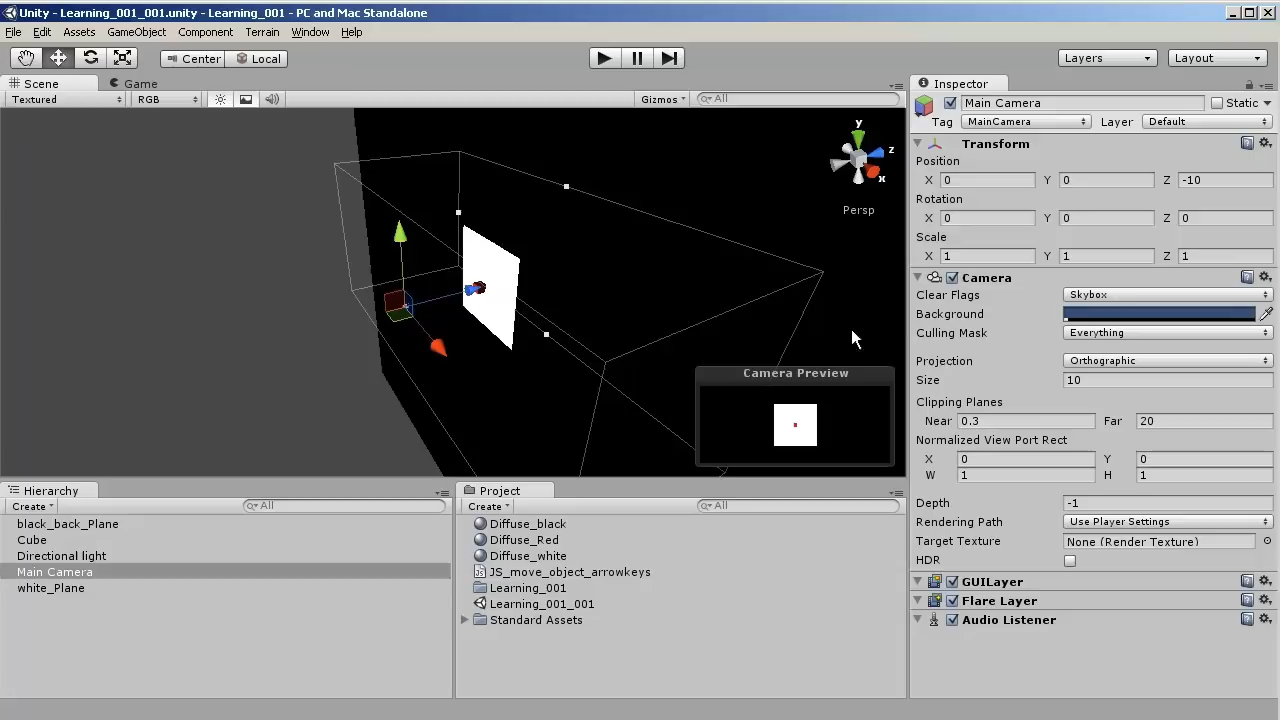 Unity - Learning_001_001.unity - Learning_001 - PC and Mac Standalone
File Edit Assets GameObject Component Terrain Window Help
Center Local Layers Layout
Scene Game
Textured RGB Gizmos All
y
z
x
Persp
Camera Preview
Inspector
Main Camera Static
Tag MainCamera Layer Default
Transform
Position
X 0 Y 0 Z -10
Rotation
X 0 Y 0 Z 0
Scale
X 1 Y 1 Z 1
Camera
Clear Flags Skybox
Background
Culling Mask Everything
Projection Orthographic
Size 10
Clipping Planes
Near 0.3 Far 20
Normalized View Port Rect
X 0 Y 0
W 1 H 1
Depth -1
Rendering Path Use Player Settings
Target Texture None (Render Texture)
HDR
GUILayer
Flare Layer
Audio Listener
Hierarchy
Create All
black_back_Plane
Cube
Directional light
Main Camera
white_Plane
Project
Create All
Diffuse_black
Diffuse_Red
Diffuse_white
JS_move_object_arrowkeys
Learning_001
Learning_001_001
Standard Assets